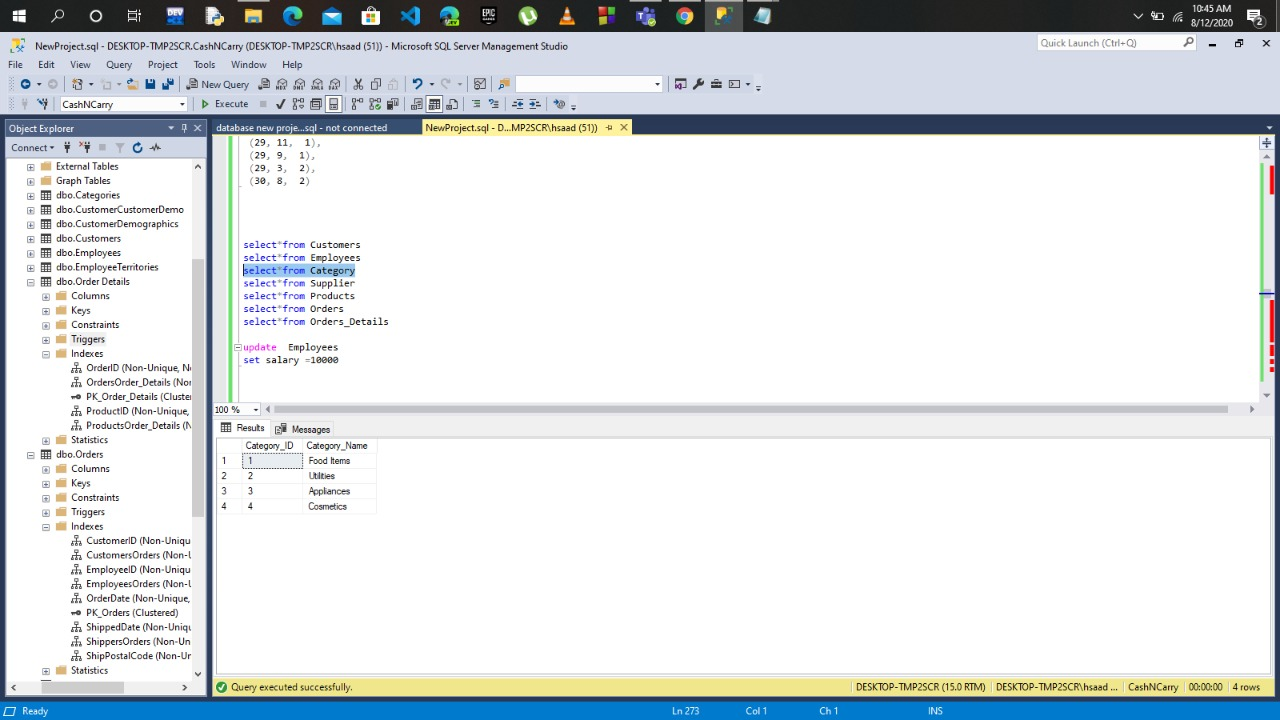 10:45 AM
8/12/2020
2
NewProject.sql - DESKTOP-TMP2SCR.CashNCarry (DESKTOP-TMP2SCR\hsaad (51)) - Microsoft SQL Server Management Studio
Quick Launch (Ctrl+Q)
File Edit View Query Project Tools Window Help
New Query
CashNCarry
Execute
Object Explorer
database new proje...sql - not connected
NewProject.sql - D...MP2SCR\hsaad (51))
Connect
External Tables
Graph Tables
dbo.Categories
dbo.CustomerCustomerDemo
dbo.CustomerDemographics
dbo.Customers
dbo.Employees
dbo.EmployeeTerritories
dbo.Order Details
Columns
Keys
Constraints
Triggers
Indexes
OrderID (Non-Unique, N
OrdersOrder_Details (Nor
PK_Order_Details (Cluste
ProductID (Non-Unique,
ProductsOrder_Details (N
Statistics
dbo.Orders
Columns
Keys
Constraints
Triggers
Indexes
CustomerID (Non-Uniqu
CustomersOrders (Non-U
EmployeeID (Non-Uniqu
EmployeesOrders (Non-U
OrderDate (Non-Unique,
PK_Orders (Clustered)
ShippedDate (Non-Uniqu
ShippersOrders (Non-Un
ShipPostalCode (Non-Ur
Statistics
(29, 11,  1),
(29, 9,  1),
(29, 3,  2),
(30, 8,  2)
select*from Customers
select*from Employees
select*from Category
select*from Supplier
select*from Products
select*from Orders
select*from Orders_Details
update  Employees
set salary =10000
100 %
Results Messages
Category_ID Category_Name
1 1 Food Items
2 2 Utilities
3 3 Appliances
4 4 Cosmetics
Query executed successfully.
DESKTOP-TMP2SCR (15.0 RTM) DESKTOP-TMP2SCR\hsaad ... CashNCarry 00:00:00 4 rows
Ready
Ln 273 Col 1 Ch 1 INS